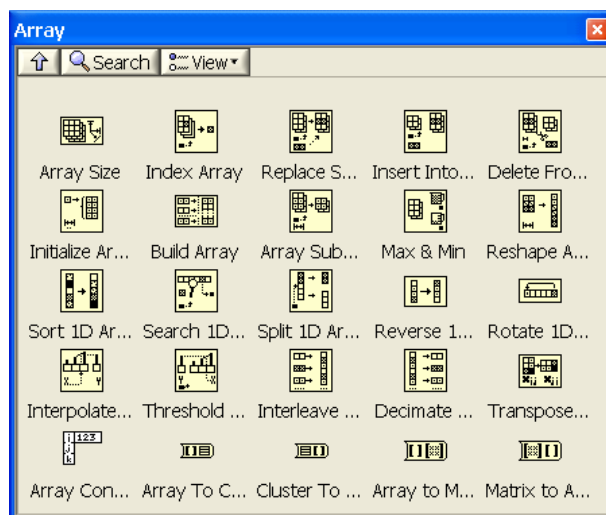 Array
Search View
Array Size Index Array Replace S... Insert Into... Delete Fro...
Initialize Ar... Build Array Array Sub... Max & Min Reshape A...
Sort 1D Ar... Search 1D... Split 1D Ar... Reverse 1... Rotate 1D...
Interpolate... Threshold ... Interleave ... Decimate ... Transpose...
Array Con... Array To C... Cluster To ... Array to M... Matrix to A...